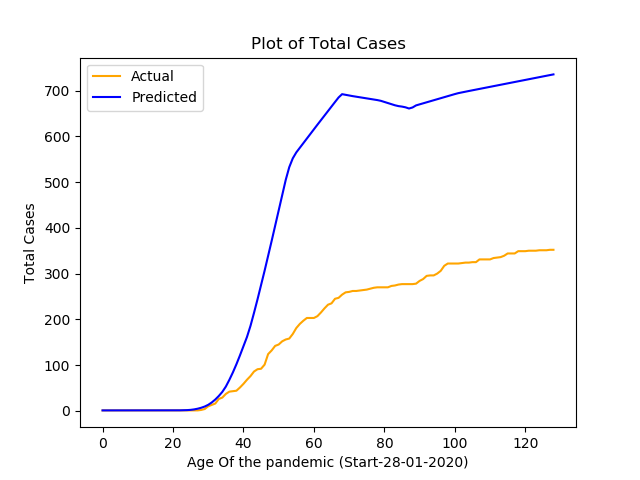 Plot of Total Cases
Actual
Predicted
700
600
500
400
300
200
100
0
Total Cases
0 20 40 60 80 100 120
Age Of the pandemic (Start-28-01-2020)